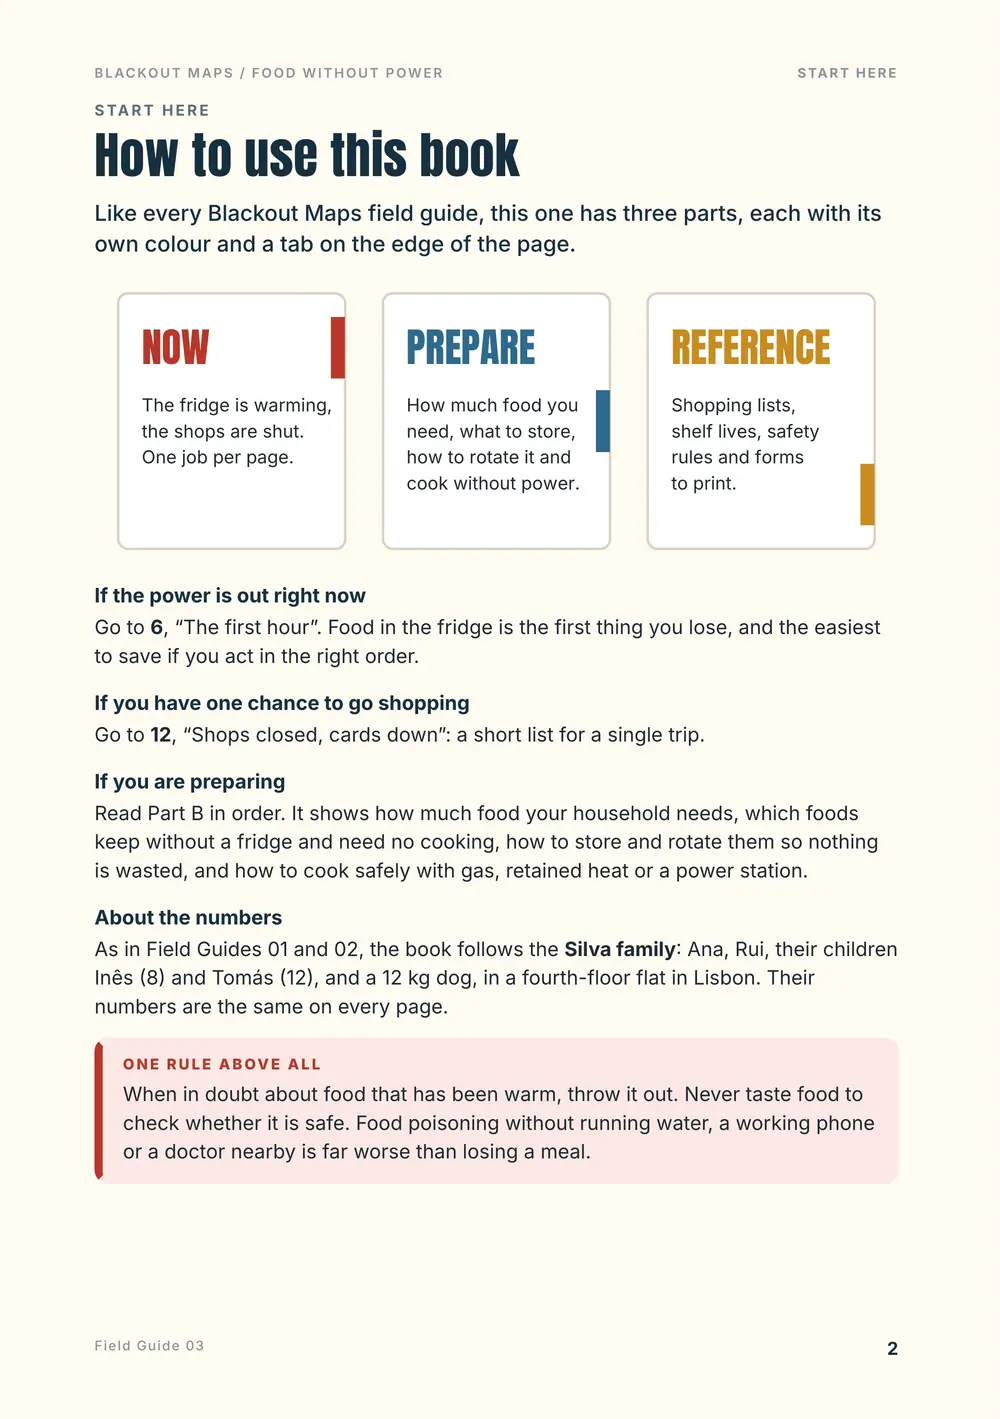 BLACKOUT MAPS / FOOD WITHOUT POWER
START HERE
START HERE
How to use this book
Like every Blackout Maps field guide, this one has three parts, each with its
own colour and a tab on the edge of the page.
NOW
The fridge is warming,
the shops are shut.
One job per page.
PREPARE
How much food you
need, what to store,
how to rotate it and
cook without power.
REFERENCE
Shopping lists,
shelf lives, safety
rules and forms
to print.
If the power is out right now
Go to 6, “The first hour”. Food in the fridge is the first thing you lose, and the easiest
to save if you act in the right order.
If you have one chance to go shopping
Go to 12, “Shops closed, cards down”: a short list for a single trip.
If you are preparing
Read Part B in order. It shows how much food your household needs, which foods
keep without a fridge and need no cooking, how to store and rotate them so nothing
is wasted, and how to cook safely with gas, retained heat or a power station.
About the numbers
As in Field Guides 01 and 02, the book follows the Silva family: Ana, Rui, their children
Inês (8) and Tomás (12), and a 12 kg dog, in a fourth-floor flat in Lisbon. Their
numbers are the same on every page.
ONE RULE ABOVE ALL
When in doubt about food that has been warm, throw it out. Never taste food to
check whether it is safe. Food poisoning without running water, a working phone
or a doctor nearby is far worse than losing a meal.
Field Guide 03
2